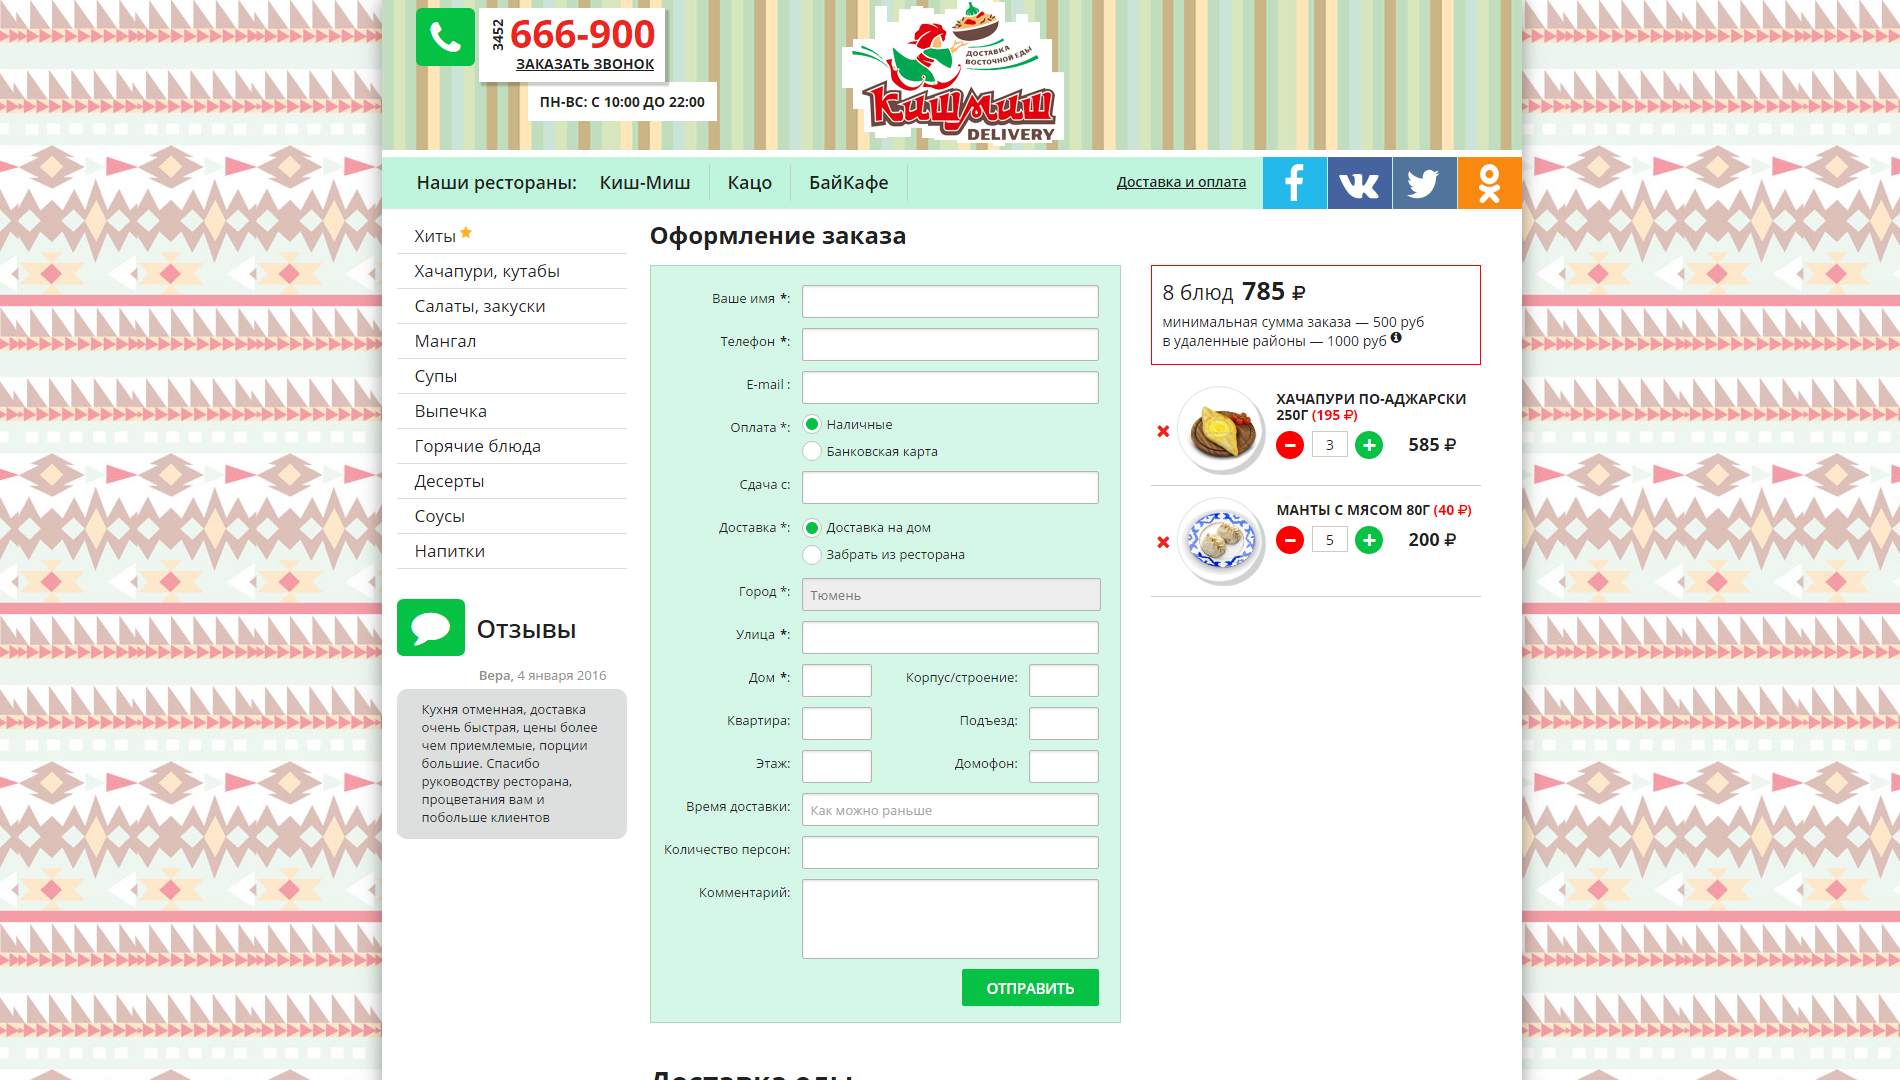 3452
666-900
ЗАКАЗАТЬ ЗВОНОК
ПН-ВС: С 10:00 ДО 22:00
ДОСТАВКА
ВОСТОЧНОЙ ЕДЫ
КишМиш
DELIVERY
Наши рестораны: Киш-Миш Кацо БайКафе
Доставка и оплата
Хиты
Хачапури, кутабы
Салаты, закуски
Мангал
Супы
Выпечка
Горячие блюда
Десерты
Соусы
Напитки
Отзывы
Вера, 4 января 2016
Кухня отменная, доставка
очень быстрая, цены более
чем приемлемые, порции
большие. Спасибо
руководству ресторана,
процветания вам и
побольше клиентов
Оформление заказа
Ваше имя *:
Телефон *:
E-mail :
Оплата *: Наличные
Банковская карта
Сдача с:
Доставка *: Доставка на дом
Забрать из ресторана
Город *: Тюмень
Улица *:
Дом *: Корпус/строение:
Квартира: Подъезд:
Этаж: Домофон:
Время доставки: Как можно раньше
Количество персон:
Комментарий:
ОТПРАВИТЬ
8 блюд 785 ₽
минимальная сумма заказа — 500 руб
в удаленные районы — 1000 руб
ХАЧАПУРИ ПО-АДЖАРСКИ
250Г (195 ₽)
3 585 ₽
МАНТЫ С МЯСОМ 80Г (40 ₽)
5 200 ₽
Доставка еды